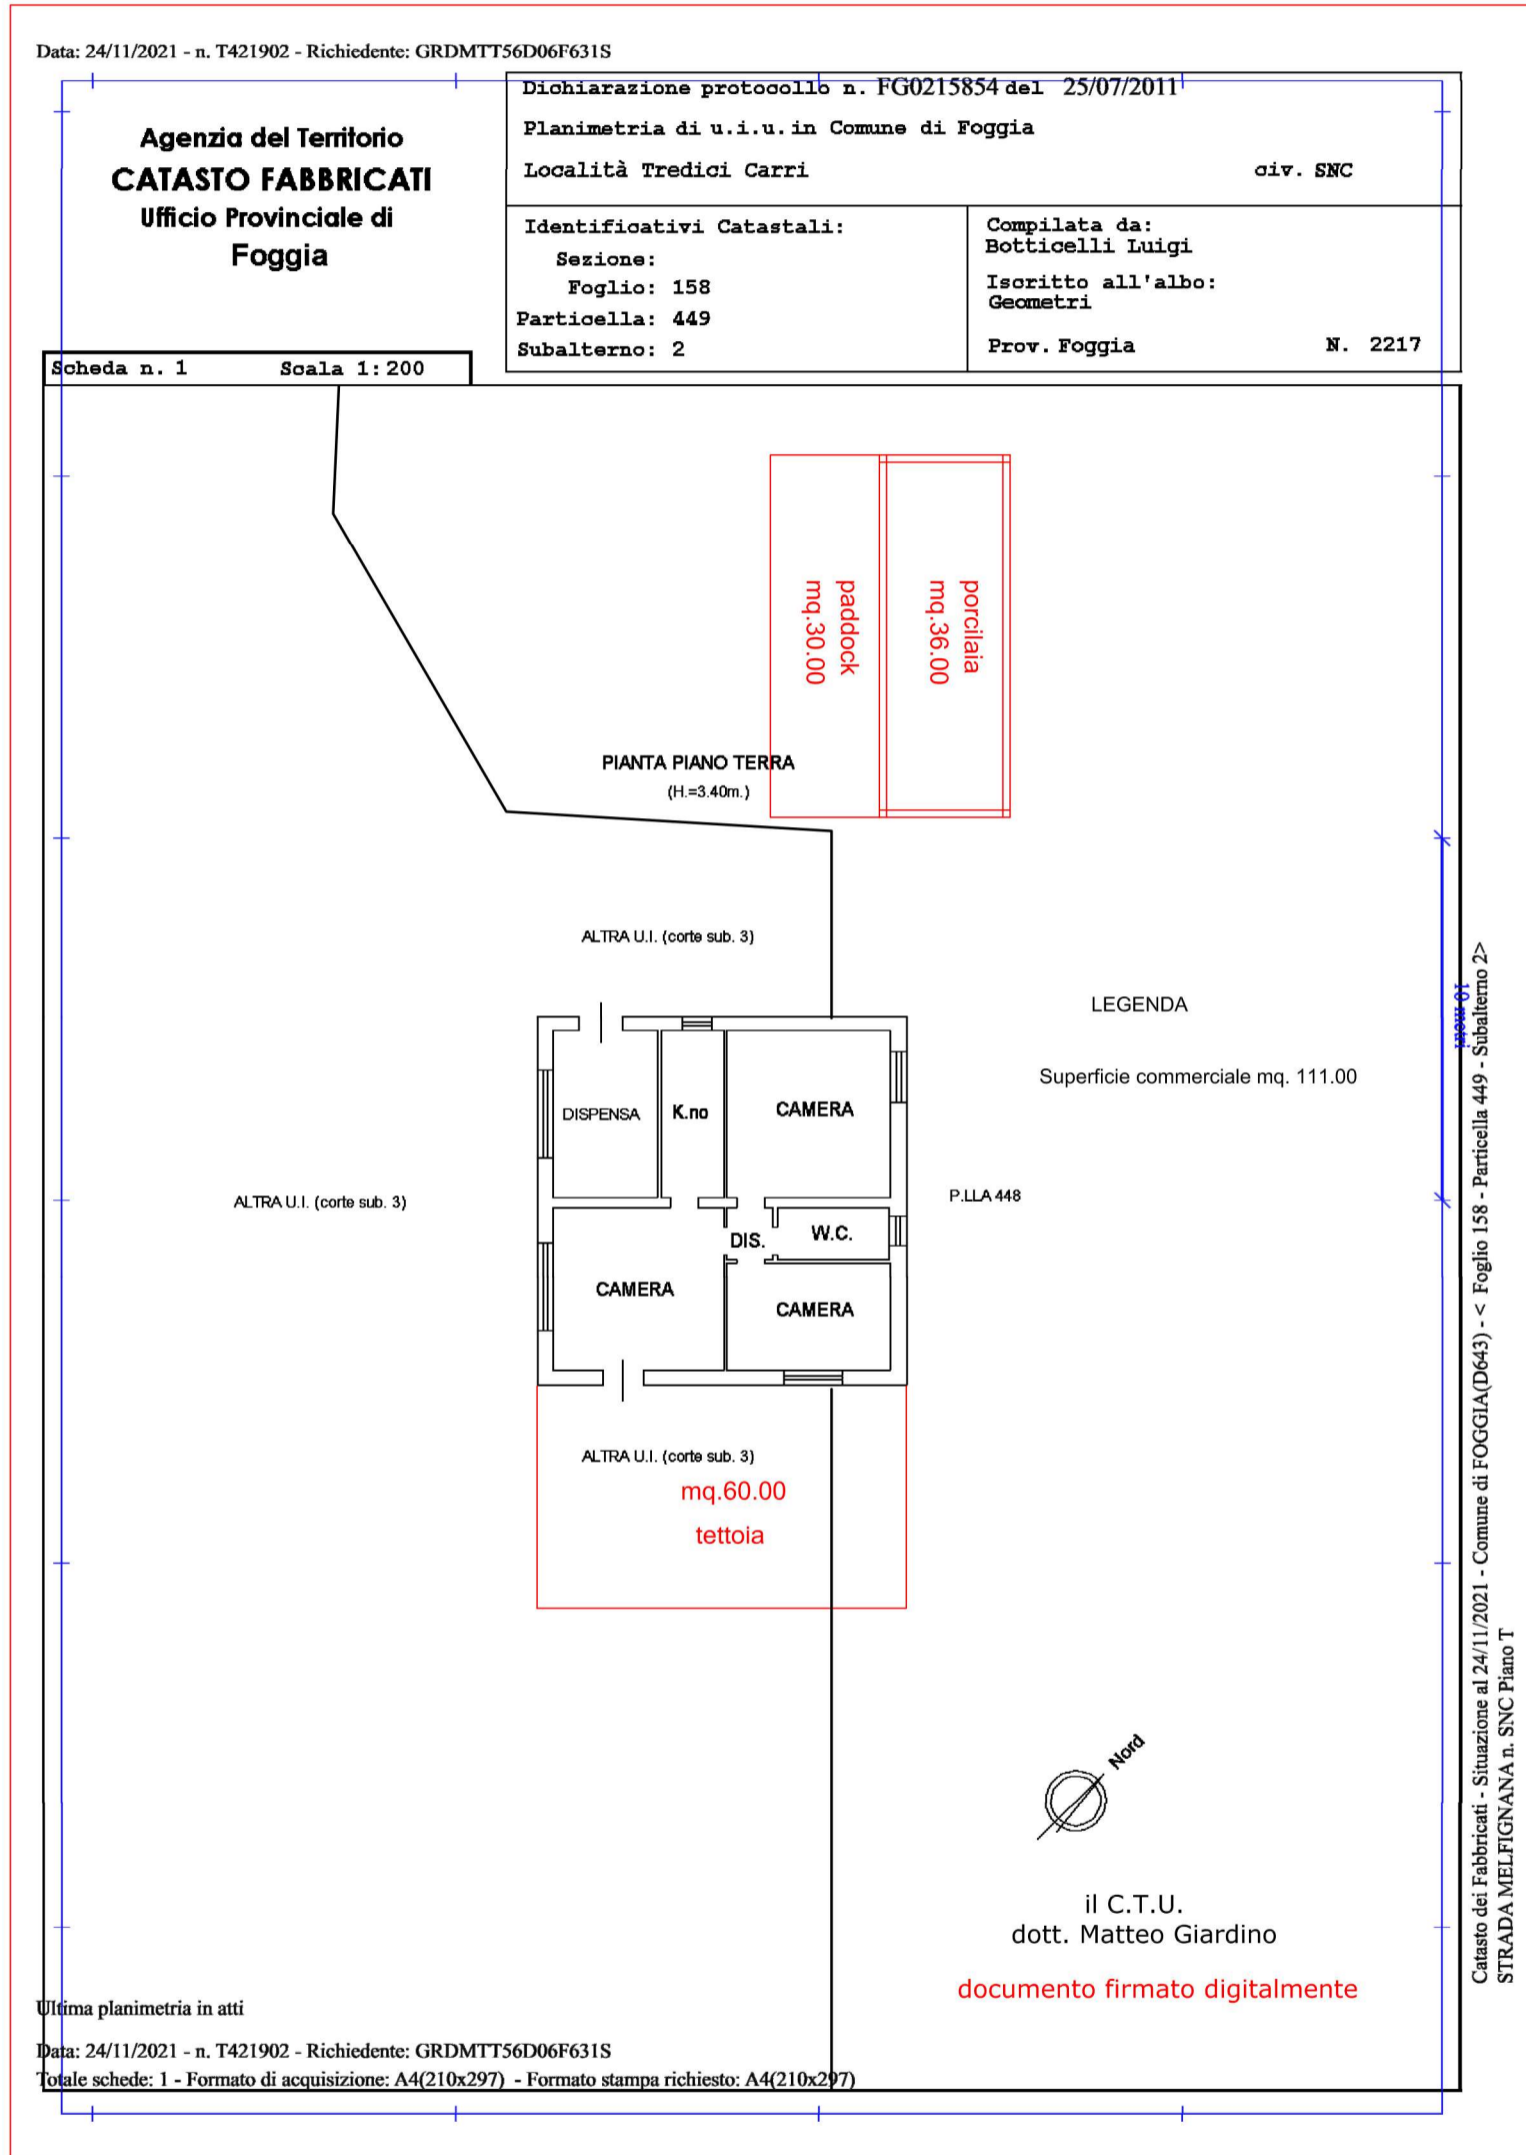 Data: 24/11/2021 - n. T421902 - Richiedente: GRDMTT56D06F631S
Agenzia del Territorio
CATASTO FABBRICATI
Ufficio Provinciale di
Foggia
Dichiarazione protocollo n. FG0215854 del 25/07/2011
Planimetria di u.i.u. in Comune di Foggia
Località Tredici Carri civ. SNC
Identificativi Catastali:
Sezione:
Foglio: 158
Particella: 449
Subalterno: 2
Compilata da:
Botticelli Luigi
Iscritto all'albo:
Geometri
Prov. Foggia N. 2217
Scheda n. 1 Scala 1:200
paddock
mq.30.00
porcilaia
mq.36.00
PIANTA PIANO TERRA
(H.=3.40m.)
ALTRA U.I. (corte sub. 3)
LEGENDA
Superficie commerciale mq. 111.00
10 metri
DISPENSA
K.no
CAMERA
ALTRA U.I. (corte sub. 3)
P.LLA 448
DIS.
W.C.
CAMERA
CAMERA
ALTRA U.I. (corte sub. 3)
mq.60.00
tettoia
Nord
il C.T.U.
dott. Matteo Giardino
documento firmato digitalmente
Ultima planimetria in atti
Data: 24/11/2021 - n. T421902 - Richiedente: GRDMTT56D06F631S
Totale schede: 1 - Formato di acquisizione: A4(210x297) - Formato stampa richiesto: A4(210x297)
Catasto dei Fabbricati - Situazione al 24/11/2021 - Comune di FOGGIA(D643) - < Foglio 158 - Particella 449 - Subalterno 2>
STRADA MELFIGNANA n. SNC Piano T